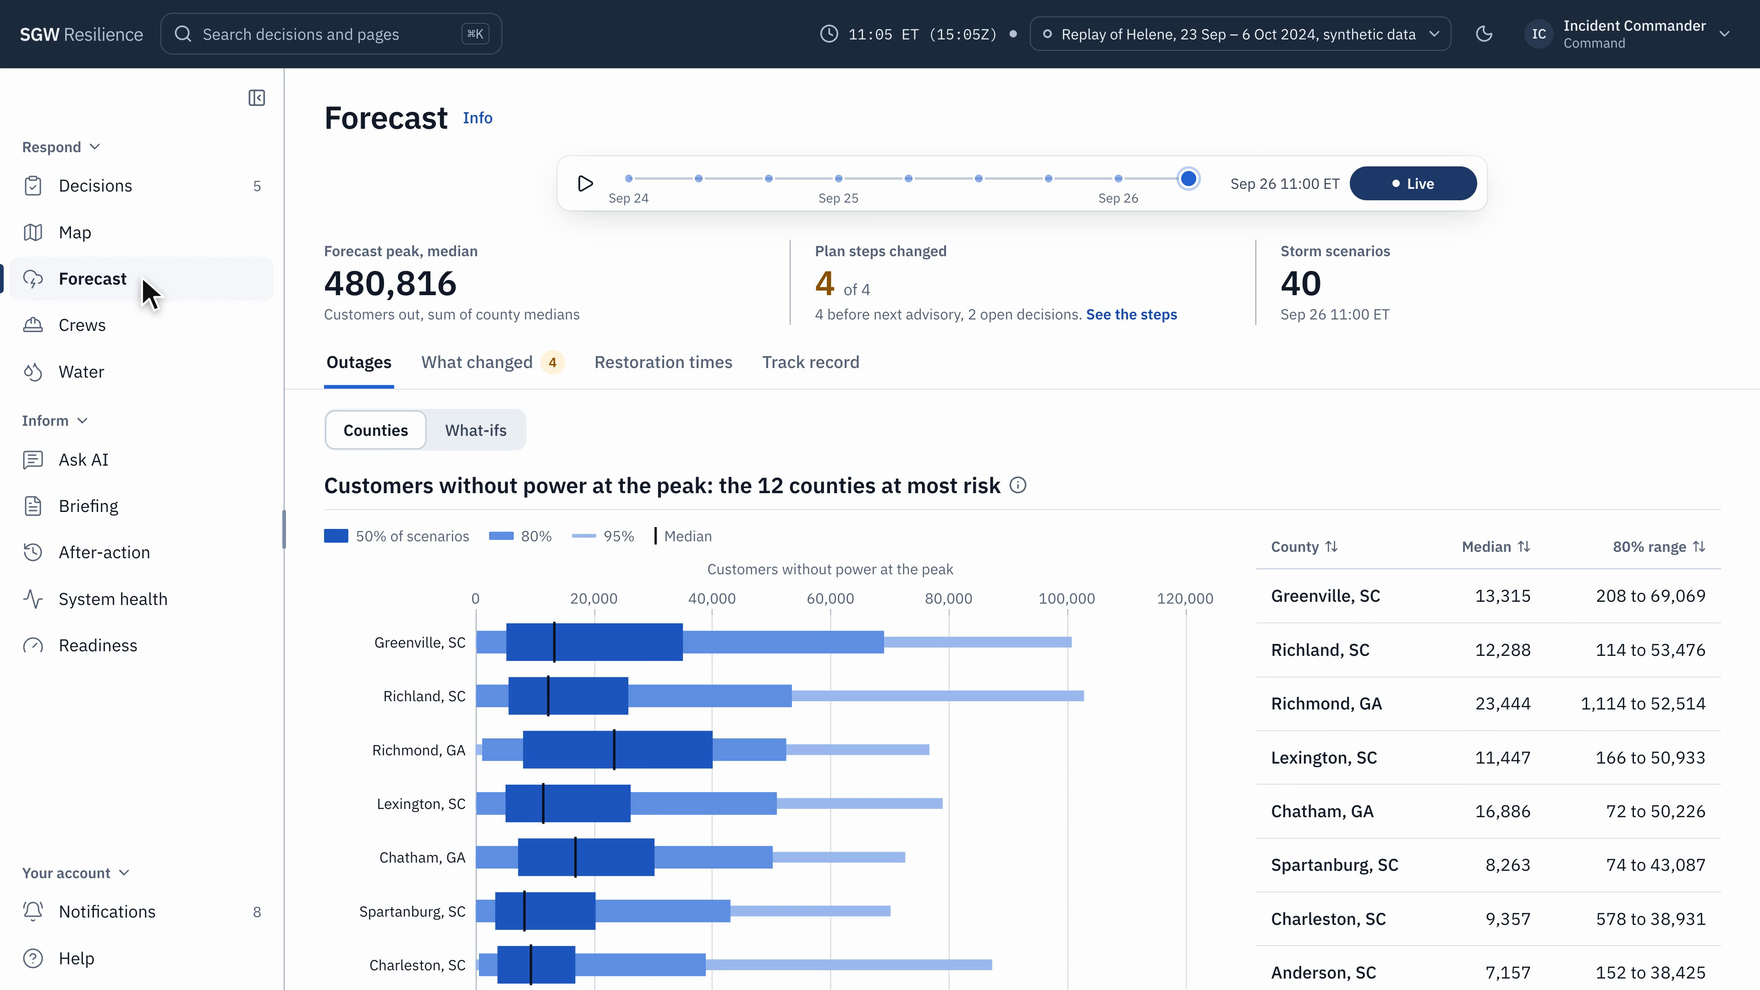 SGW Resilience
Search decisions and pages
⌘K
11:05 ET (15:05Z)
Replay of Helene, 23 Sep – 6 Oct 2024, synthetic data
IC
Incident Commander
Command
Respond
Decisions 5
Map
Forecast
Crews
Water
Inform
Ask AI
Briefing
After-action
System health
Readiness
Your account
Notifications 8
Help
Forecast Info
Sep 24
Sep 25
Sep 26
Sep 26 11:00 ET
Live
Forecast peak, median
480,816
Customers out, sum of county medians
Plan steps changed
4 of 4
4 before next advisory, 2 open decisions. See the steps
Storm scenarios
40
Sep 26 11:00 ET
Outages
What changed 4
Restoration times
Track record
Counties
What-ifs
Customers without power at the peak: the 12 counties at most risk
50% of scenarios 80% 95% Median
Customers without power at the peak
0 20,000 40,000 60,000 80,000 100,000 120,000
Greenville, SC
Richland, SC
Richmond, GA
Lexington, SC
Chatham, GA
Spartanburg, SC
Charleston, SC
County Median 80% range
Greenville, SC 13,315 208 to 69,069
Richland, SC 12,288 114 to 53,476
Richmond, GA 23,444 1,114 to 52,514
Lexington, SC 11,447 166 to 50,933
Chatham, GA 16,886 72 to 50,226
Spartanburg, SC 8,263 74 to 43,087
Charleston, SC 9,357 578 to 38,931
Anderson, SC 7,157 152 to 38,425